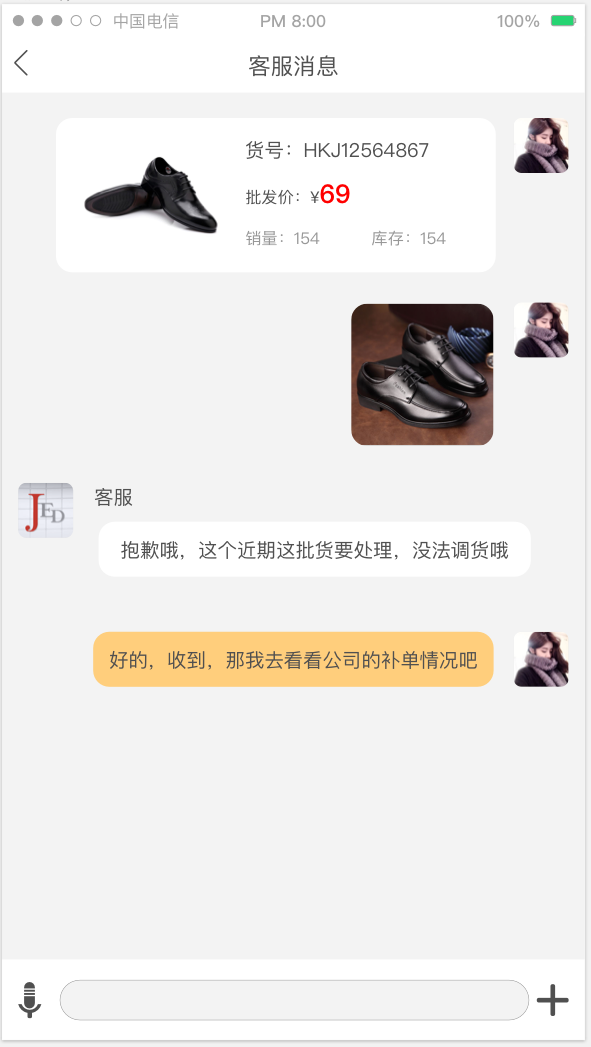 中国电信 PM 8:00 100%
客服消息
货号：HKJ12564867
批发价：¥69
销量：154 库存：154
JED
客服
抱歉哦，这个近期这批货要处理，没法调货哦
好的，收到，那我去看看公司的补单情况吧